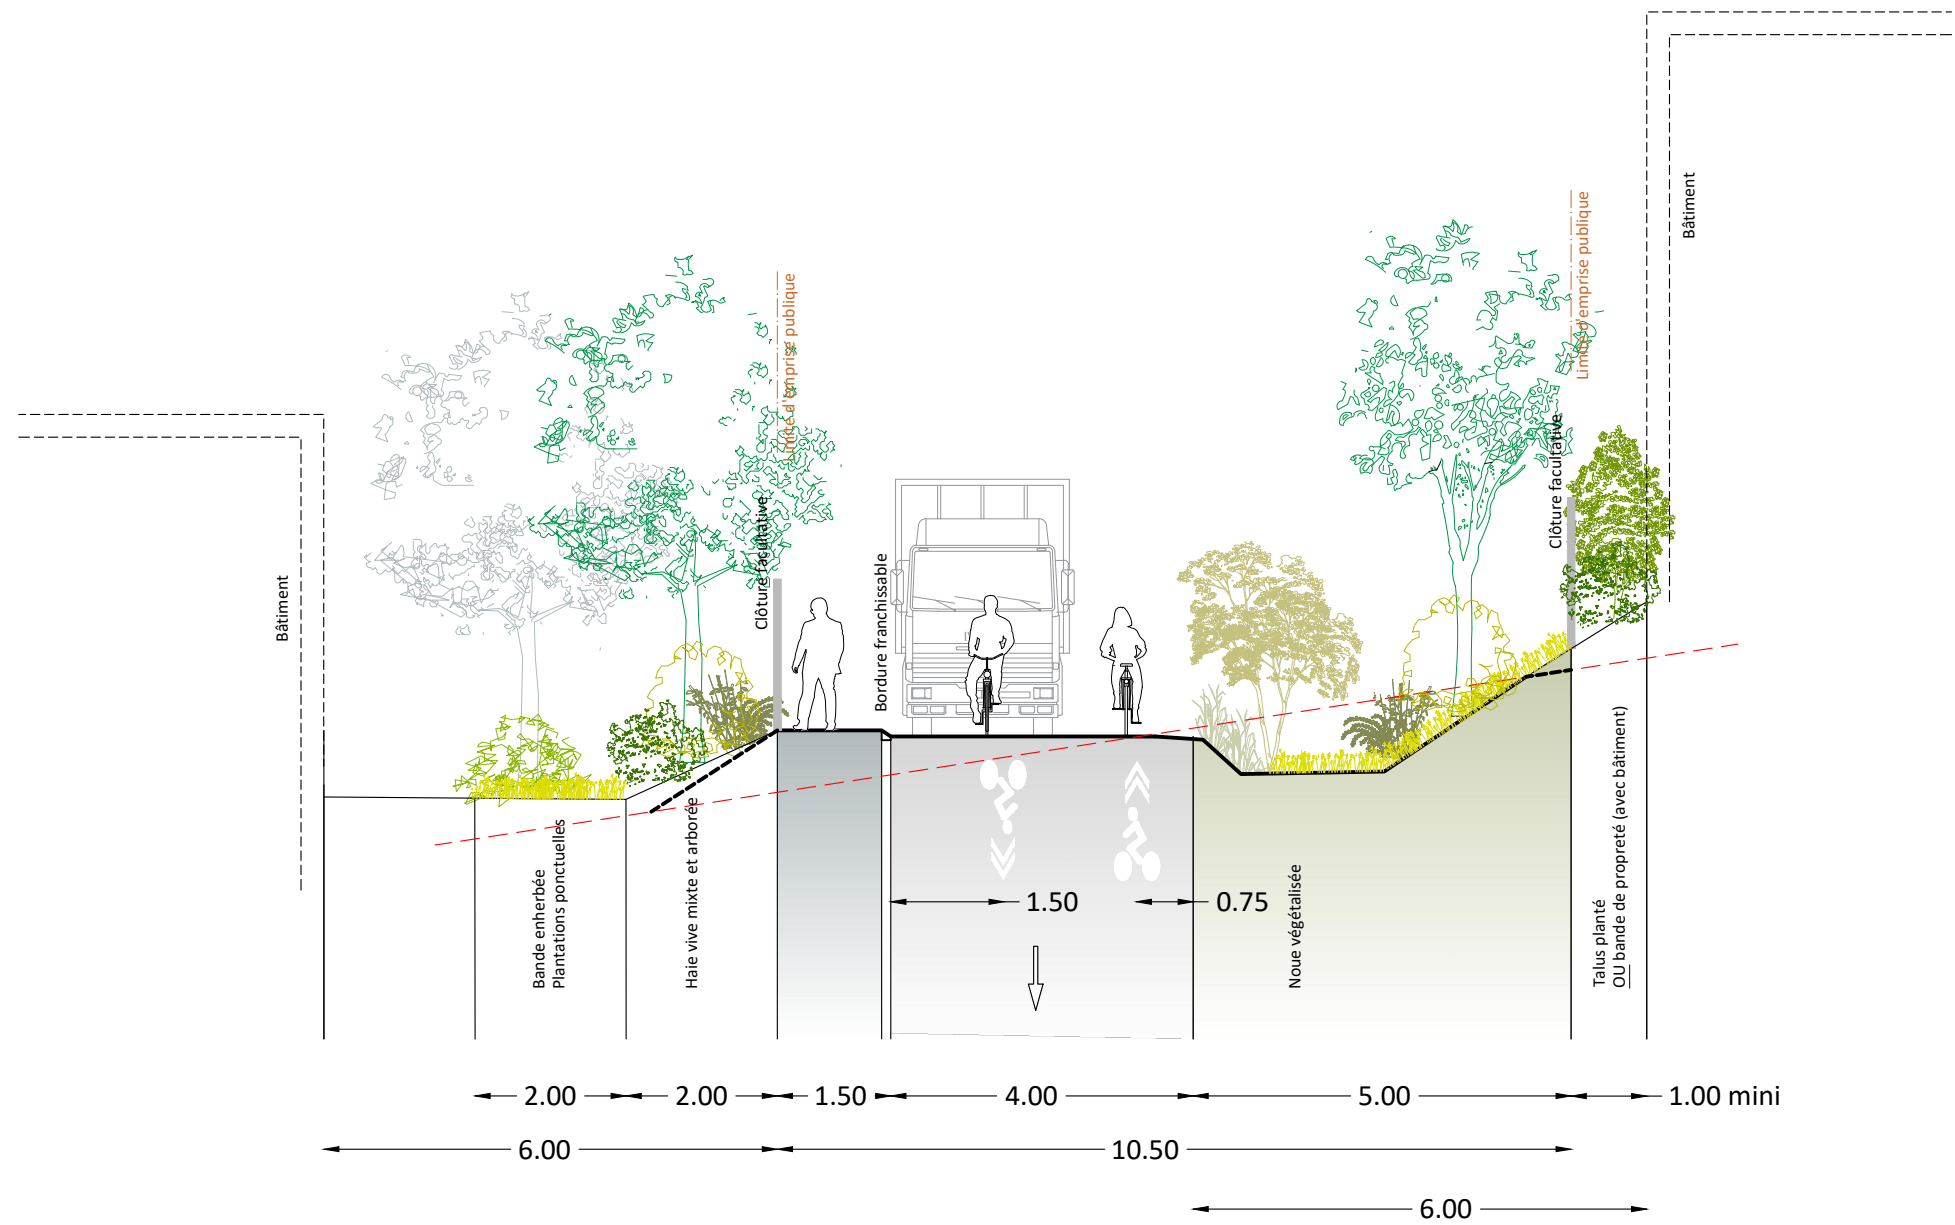 Bâtiment
Limite d'emprise publique
Clôture facultative
Bordure franchissable
Limite d'emprise publique
Clôture facultative
Bâtiment
Bande enherbée
Plantations ponctuelles
Haie vive mixte et arborée
1.50
0.75
Noue végétalisée
Talus planté
OU bande de propreté (avec bâtiment)
2.00
2.00
1.50
4.00
5.00
1.00 mini
6.00
10.50
6.00